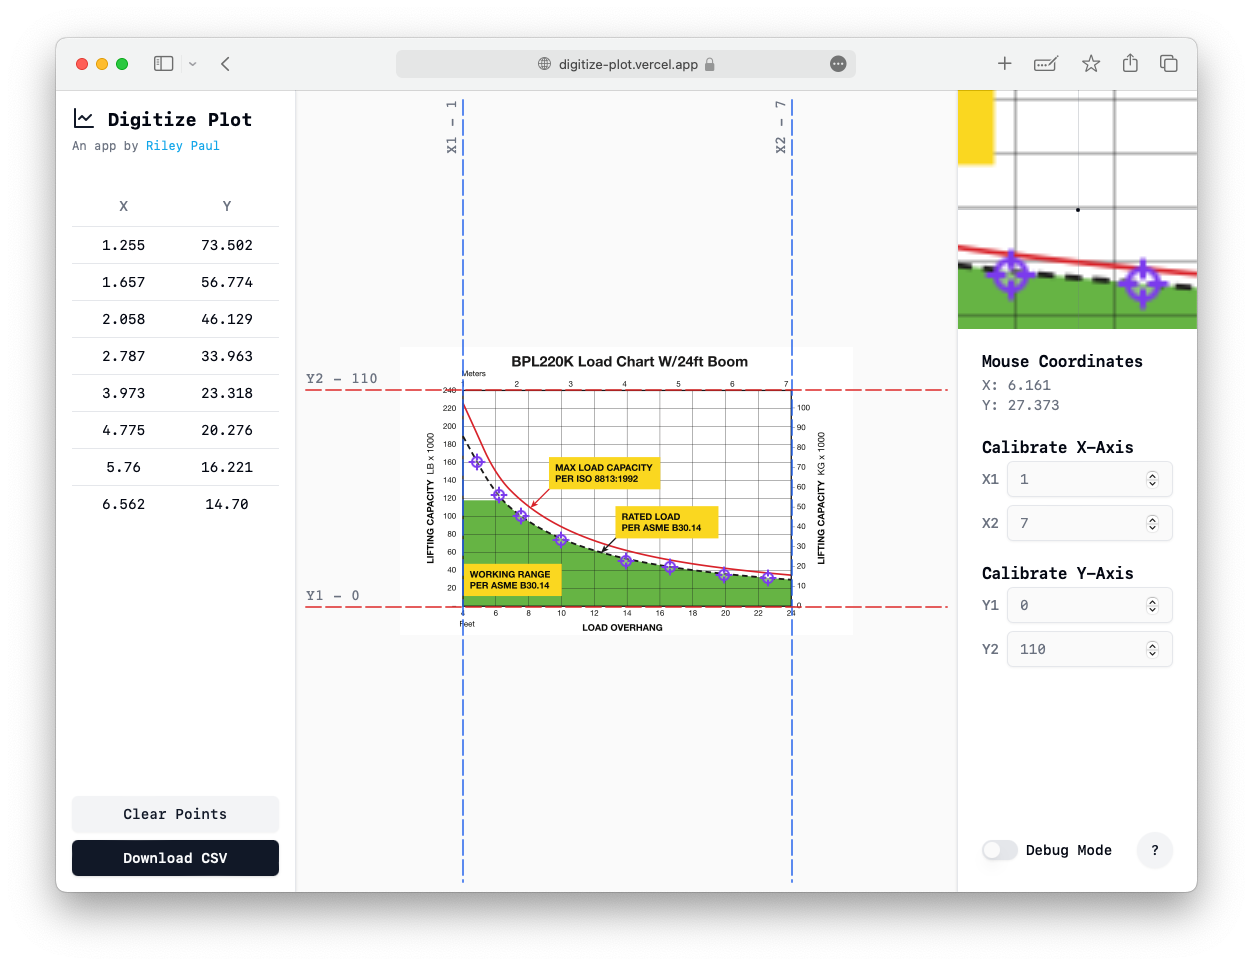 digitize-plot.vercel.app
Digitize Plot
An app by Riley Paul
X Y
1.255 73.502
1.657 56.774
2.058 46.129
2.787 33.963
3.973 23.318
4.775 20.276
5.76 16.221
6.562 14.70
Clear Points
Download CSV
X1 – 1
X2 – 7
Y2 – 110
Y1 – 0
BPL220K Load Chart W/24ft Boom
Meters
2 3 4 5 6 7
240
220
200
180
160
140
120
100
80
60
40
20
LIFTING CAPACITY LB x 1000
MAX LOAD CAPACITY
PER ISO 8813:1992
RATED LOAD
PER ASME B30.14
WORKING RANGE
PER ASME B30.14
100
90
80
70
60
50
40
30
20
10
0
LIFTING CAPACITY KG x 1000
4 6 8 10 12 14 16 18 20 22 24
Feet
LOAD OVERHANG
Mouse Coordinates
X: 6.161
Y: 27.373
Calibrate X-Axis
X1 1
X2 7
Calibrate Y-Axis
Y1 0
Y2 110
Debug Mode
?